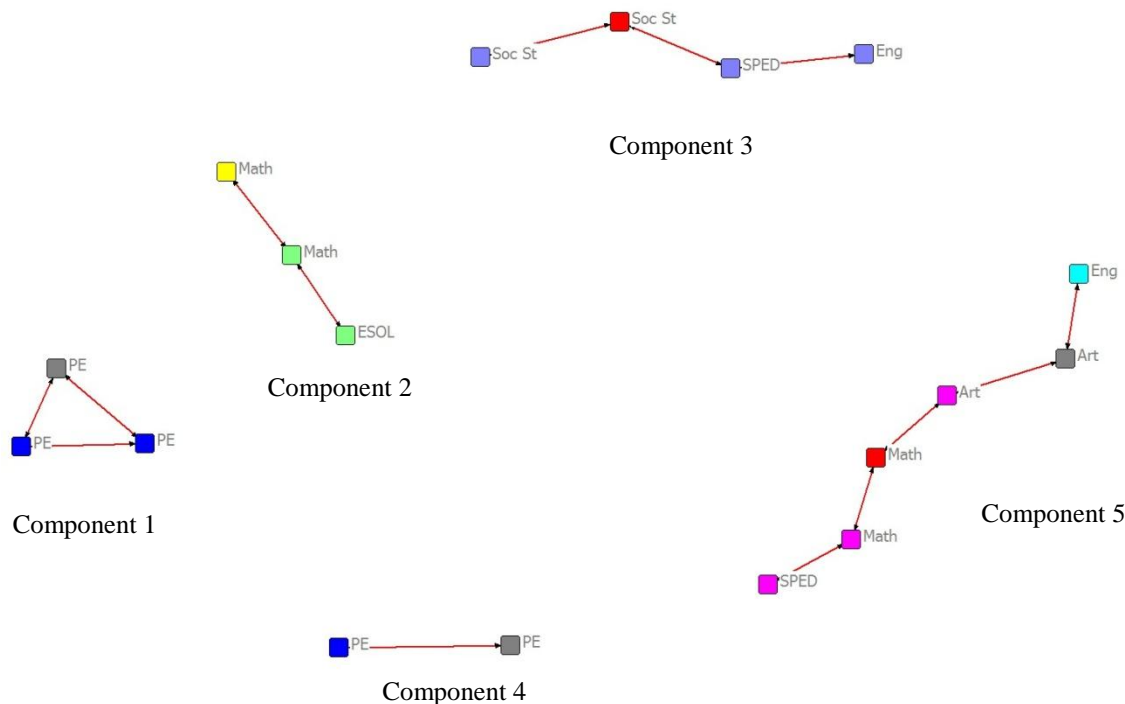 Soc St
Soc St
SPED
Eng
Component 3
Math
Math
ESOL
Component 2
PE
PE
PE
Component 1
Eng
Art
Art
Math
Math
SPED
Component 5
PE
PE
Component 4